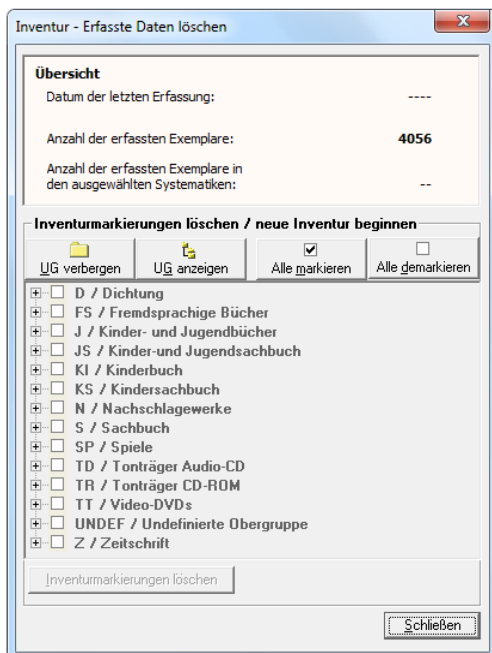 Inventur - Erfasste Daten löschen
Übersicht
Datum der letzten Erfassung: ----
Anzahl der erfassten Exemplare: 4056
Anzahl der erfassten Exemplare in
den ausgewählten Systematiken: --
Inventurmarkierungen löschen / neue Inventur beginnen
UG verbergen UG anzeigen Alle markieren Alle demarkieren
D / Dichtung
FS / Fremdsprachige Bücher
J / Kinder- und Jugendbücher
JS / Kinder-und Jugendsachbuch
KI / Kinderbuch
KS / Kindersachbuch
N / Nachschlagewerke
S / Sachbuch
SP / Spiele
TD / Tonträger Audio-CD
TR / Tonträger CD-ROM
TT / Video-DVDs
UNDEF / Undefinierte Obergruppe
Z / Zeitschrift
Inventurmarkierungen löschen
Schließen